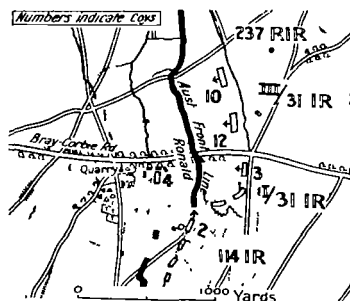 Numbers indicate Coys
237 RIR
10
31 IR
Aust
12
Front
Bray-Corbie Rd
Ronald
Line
Quarry
4
3
II/31 IR
2
114 IR
0 1000 Yards